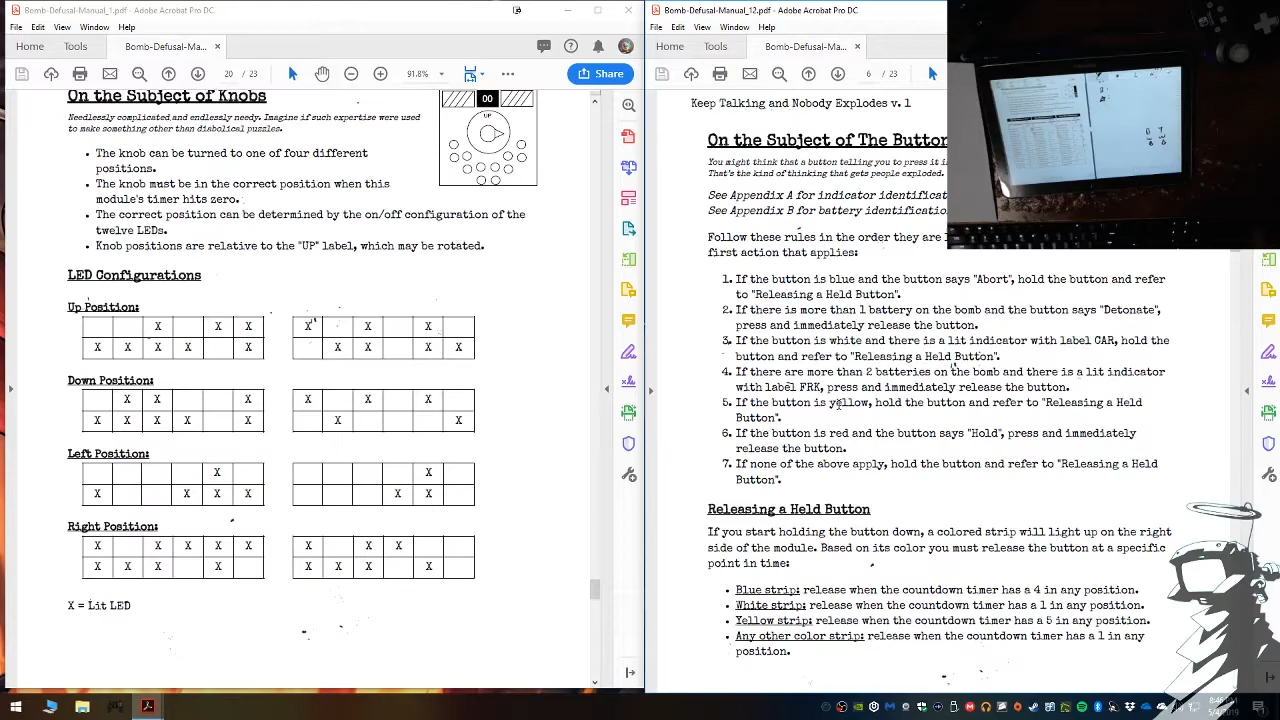 Bomb-Defusal-Manual_1.pdf - Adobe Acrobat Pro DC
File Edit View Window Help
Home Tools Bomb-Defusal-Ma... ×
20 / 23 91.8% Share
On the Subject of Knobs
Needlessly complicated and endlessly needy. Imagine if such expertise were used
to make something other than diabolical puzzles.
00
UP
• The knob can be turned to one of four different
positions.
• The knob must be in the correct position when this
module's timer hits zero.
• The correct position can be determined by the on/off configuration of the
twelve LEDs.
• Knob positions are relative to the "UP" label, which may be rotated.
LED Configurations
Up Position:
X X X X X X
X X X X X X X X X
Down Position:
X X X X X X
X X X X X X X
Left Position:
X X
X X X X X X
Right Position:
X X X X X X X X
X X X X X X X X
X = Lit LED
Bomb-Defusal-Manual_12.pdf - Adobe Acrobat Pro DC
File Edit View Window Help
Home Tools Bomb-Defusal-Ma... ×
6 / 23
Keep Talking and Nobody Explodes v. 1
On the Subject of The Button
You might think that a button telling you to press it i
That's the kind of thinking that gets people exploded.
See Appendix A for indicator identificat
See Appendix B for battery identification
Follow these rules in the order they are
first action that applies:
1. If the button is blue and the button says "Abort", hold the button and refer
to "Releasing a Held Button".
2. If there is more than 1 battery on the bomb and the button says "Detonate",
press and immediately release the button.
3. If the button is white and there is a lit indicator with label CAR, hold the
button and refer to "Releasing a Held Button".
4. If there are more than 2 batteries on the bomb and there is a lit indicator
with label FRK, press and immediately release the button.
5. If the button is yellow, hold the button and refer to "Releasing a Held
Button".
6. If the button is red and the button says "Hold", press and immediately
release the button.
7. If none of the above apply, hold the button and refer to "Releasing a Held
Button".
Releasing a Held Button
If you start holding the button down, a colored strip will light up on the right
side of the module. Based on its color you must release the button at a specific
point in time:
• Blue strip: release when the countdown timer has a 4 in any position.
• White strip: release when the countdown timer has a 1 in any position.
• Yellow strip: release when the countdown timer has a 5 in any position.
• Any other color strip: release when the countdown timer has a 1 in any
position.
8:46 PM
5/4/2019